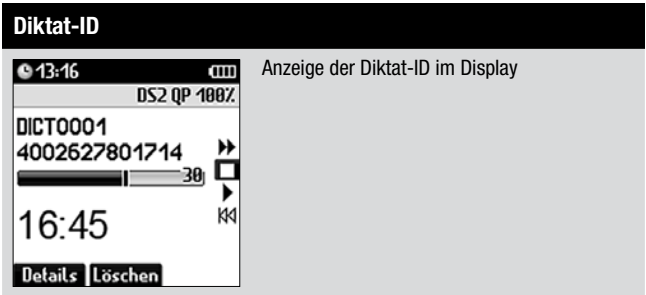 Diktat-ID
13:16
Anzeige der Diktat-ID im Display
DS2 QP 100%
DICT0001
4002627801714
30
16:45
Details Löschen